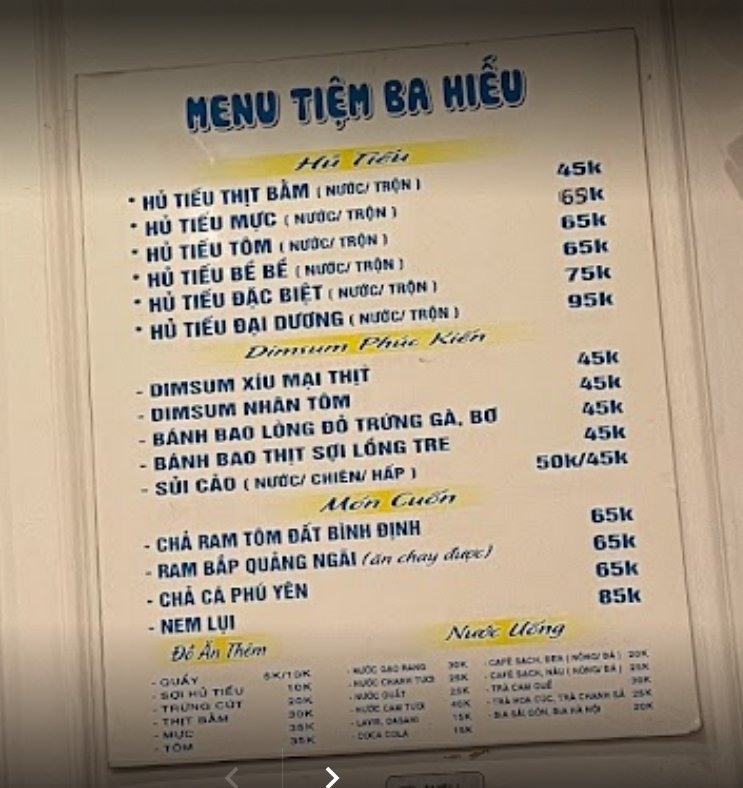 MENU TIỆM BA HIẾU
Hủ Tiếu
• HỦ TIẾU THỊT BẰM ( NƯỚC/ TRỘN ) 45k
• HỦ TIẾU MỰC ( NƯỚC/ TRỘN ) 65k
• HỦ TIẾU TÔM ( NƯỚC/ TRỘN ) 65k
• HỦ TIẾU BỀ BỀ ( NƯỚC/ TRỘN ) 65k
• HỦ TIẾU ĐẶC BIỆT ( NƯỚC/ TRỘN ) 75k
• HỦ TIẾU ĐẠI DƯƠNG ( NƯỚC/ TRỘN ) 95k
Dimsum Phúc Kiến
- DIMSUM XÍU MẠI THỊT 45k
- DIMSUM NHÂN TÔM 45k
- BÁNH BAO LÒNG ĐỎ TRỨNG GÀ, BƠ 45k
- BÁNH BAO THỊT SỢI LỒNG TRE 45k
- SỦI CẢO ( NƯỚC/ CHIÊN/ HẤP ) 50k/45k
Món Cuốn
- CHẢ RAM TÔM ĐẤT BÌNH ĐỊNH 65k
- RAM BẮP QUẢNG NGÃI (ăn chay được) 65k
- CHẢ CÁ PHÚ YÊN 65k
- NEM LỤI 85k
Đồ Ăn Thêm
- QUẨY 5K/10K
- SỢI HỦ TIẾU 10K
- TRỨNG CÚT 20K
- THỊT BẰM 30K
- MỰC 35K
- TÔM 35K
Nước Uống
- NƯỚC GẠO RANG 30K
- NƯỚC CHANH TƯƠI 25K
- NƯỚC QUẤT 25K
- NƯỚC CAM TƯƠI 40K
- LAVIE, DASANI 15K
- COCA COLA 15K
- CAFÉ SẠCH, ĐEN ( NÓNG/ ĐÁ ) 20K
- CAFÉ SẠCH, NÂU ( NÓNG/ ĐÁ ) 25K
- TRÀ CAM QUẾ 30K
- TRÀ HOA CÚC, TRÀ CHANH SẢ 25K
- BIA SÀI GÒN, BIA HÀ NỘI 20K